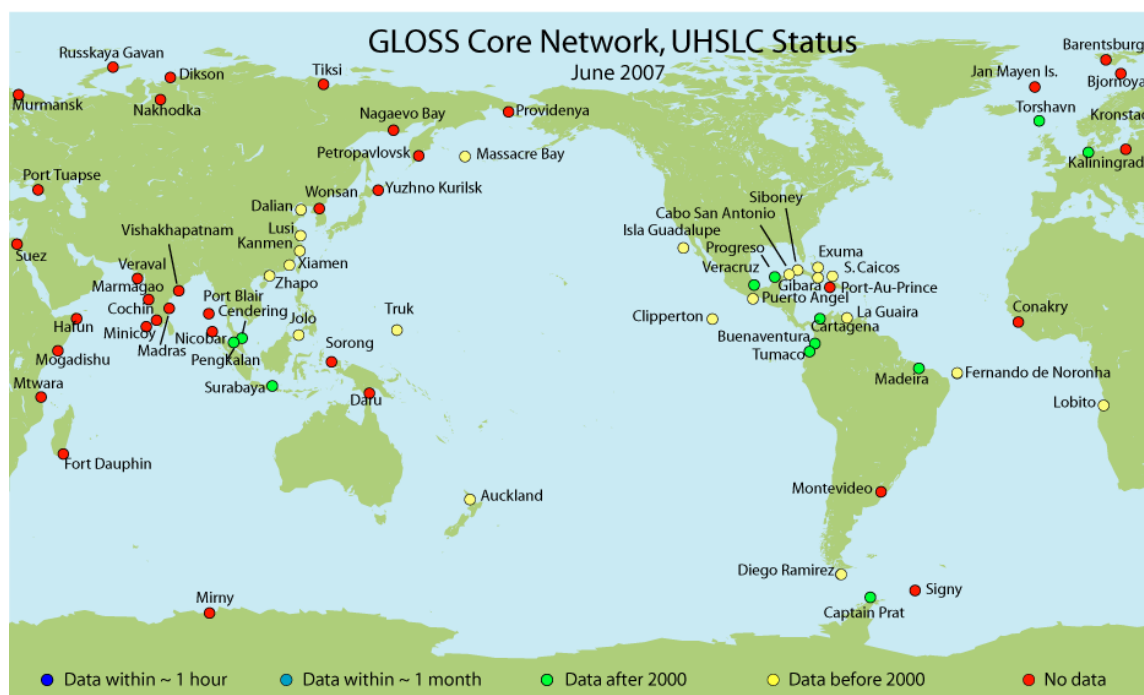 GLOSS Core Network, UHSLC Status
June 2007
Russkaya Gavan
Dikson
Tiksi
Murmansk
Nakhodka
Nagaevo Bay
Providenya
Barentsburg
Jan Mayen Is.
Bjornoya
Torshavn
Kronstad
Petropavlovsk
Massacre Bay
Kaliningrad
Port Tuapse
Wonsan
Yuzhno Kurilsk
Dalian
Siboney
Vishakhapatnam
Lusi
Cabo San Antonio
Kanmen
Isla Guadalupe
Suez
Progreso
Exuma
Veraval
Xiamen
Veracruz
S. Caicos
Marmagao
Zhapo
Gibara
Port-Au-Prince
Cochin
Port Blair
Puerto Angel
Conakry
Hafun
Cendering
Jolo
Truk
Clipperton
La Guaira
Minicoy
Nicobar
Cartagena
Madras
Sorong
Buenaventura
Mogadishu
Pengkalan
Tumaco
Mtwara
Surabaya
Madeira
Fernando de Noronha
Daru
Lobito
Fort Dauphin
Auckland
Montevideo
Diego Ramirez
Mirny
Signy
Captain Prat
Data within ~ 1 hour
Data within ~ 1 month
Data after 2000
Data before 2000
No data